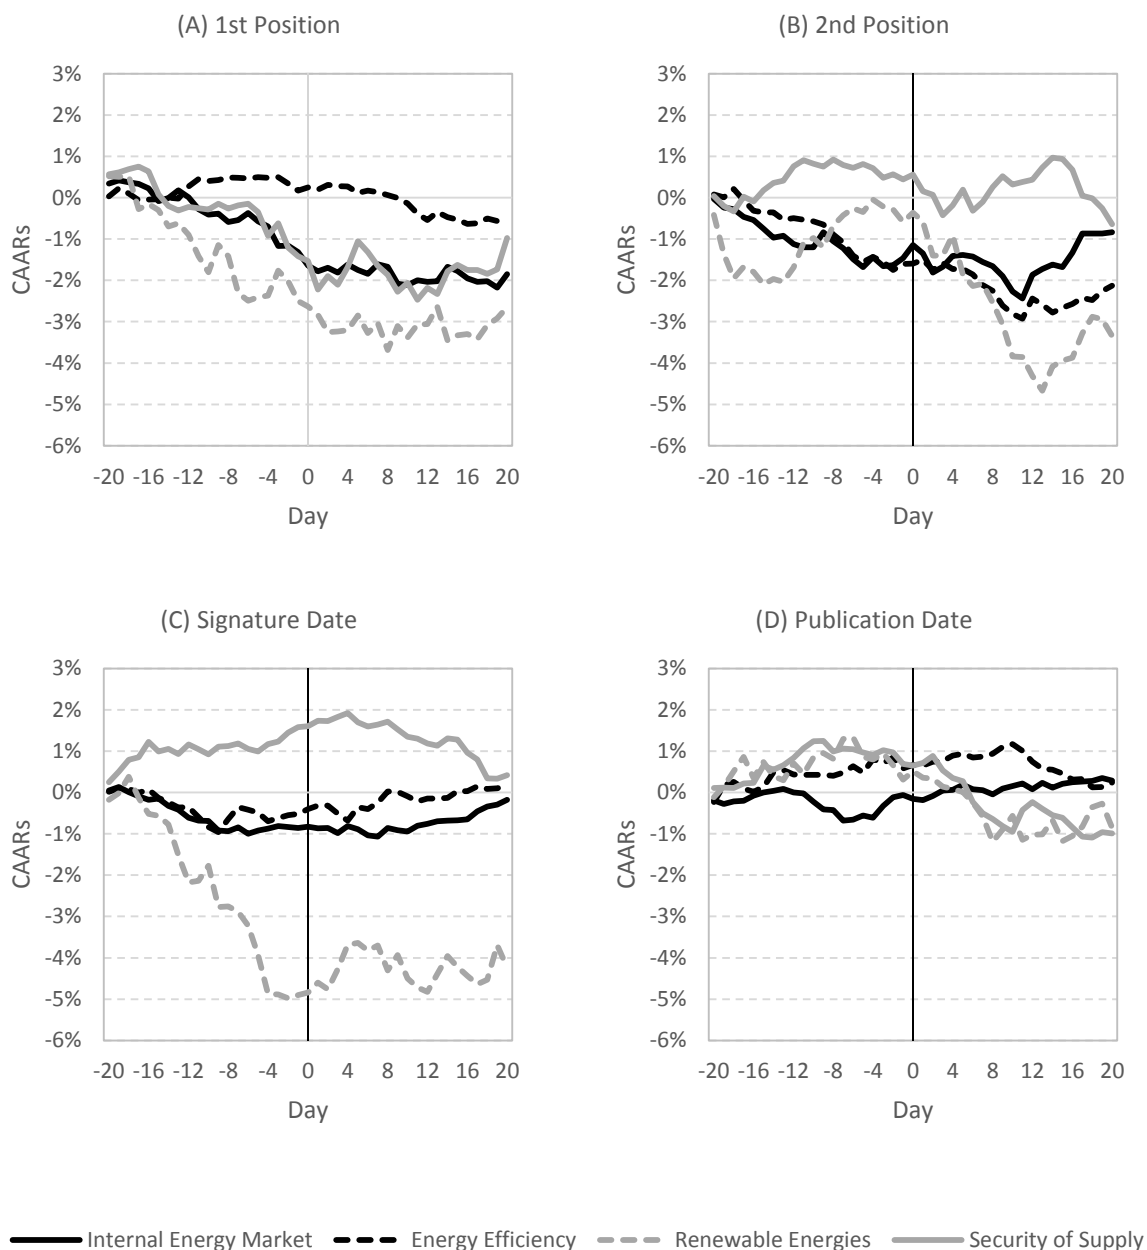 (A) 1st Position
(B) 2nd Position
3%
2%
1%
0%
-1%
-2%
-3%
-4%
-5%
-6%
CAARs
-20 -16 -12 -8 -4 0 4 8 12 16 20
Day
3%
2%
1%
0%
-1%
-2%
-3%
-4%
-5%
-6%
CAARs
-20 -16 -12 -8 -4 0 4 8 12 16 20
Day
(C) Signature Date
(D) Publication Date
3%
2%
1%
0%
-1%
-2%
-3%
-4%
-5%
-6%
CAARs
-20 -16 -12 -8 -4 0 4 8 12 16 20
Day
3%
2%
1%
0%
-1%
-2%
-3%
-4%
-5%
-6%
CAARs
-20 -16 -12 -8 -4 0 4 8 12 16 20
Day
Internal Energy Market Energy Efficiency Renewable Energies Security of Supply